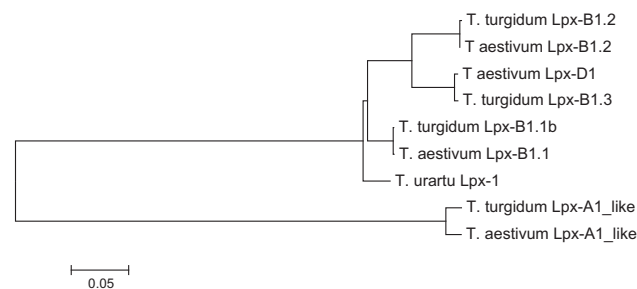 T. turgidum Lpx-B1.2
T aestivum Lpx-B1.2
T aestivum Lpx-D1
T. turgidum Lpx-B1.3
T. turgidum Lpx-B1.1b
T. aestivum Lpx-B1.1
T. urartu Lpx-1
T. turgidum Lpx-A1_like
T. aestivum Lpx-A1_like
0.05